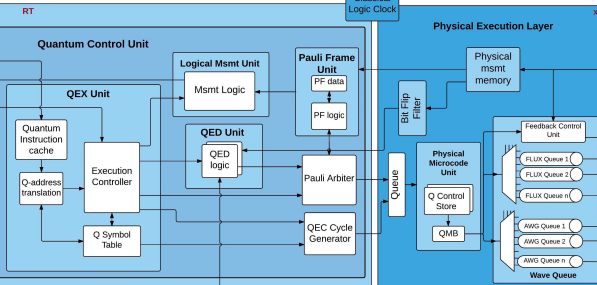 Logic Clock
RT
x
Physical Execution Layer
Quantum Control Unit
Logical Msmt Unit
Msmt Logic
Pauli Frame
Unit
PF data
PF logic
Physical
msmt
memory
Bit Flip
Filter
QEX Unit
Quantum
Instruction
cache
Q-address
translation
Execution
Controller
Q Symbol
Table
QED Unit
QED
logic
Pauli Arbiter
QEC Cycle
Generator
Queue
Physical
Microcode
Unit
Q Control
Store
QMB
Feedback Control
Unit
FLUX Queue 1
FLUX Queue 2
FLUX Queue n
AWG Queue 1
AWG Queue 2
AWG Queue n
Wave Queue